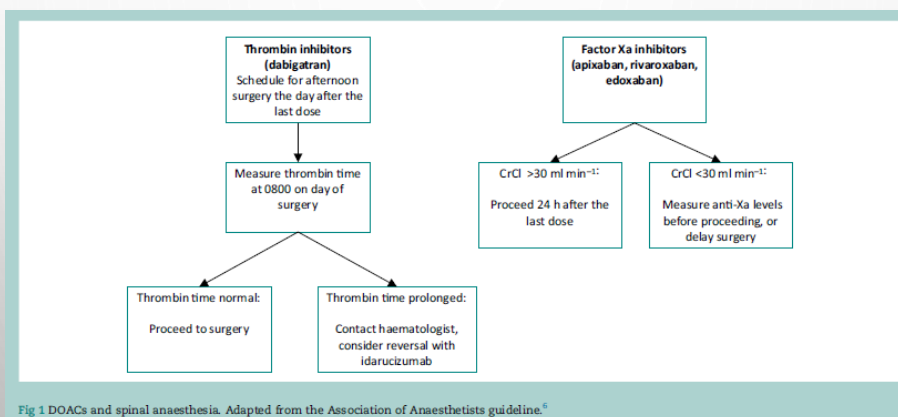 Thrombin inhibitors
(dabigatran)
Schedule for afternoon
surgery the day after the
last dose
Factor Xa inhibitors
(apixaban, rivaroxaban,
edoxaban)
Measure thrombin time
at 0800 on day of
surgery
CrCl >30 ml min⁻¹:
Proceed 24 h after the
last dose
CrCl <30 ml min⁻¹:
Measure anti-Xa levels
before proceeding, or
delay surgery
Thrombin time normal:
Proceed to surgery
Thrombin time prolonged:
Contact haematologist,
consider reversal with
idarucizumab
Fig 1 DOACs and spinal anaesthesia. Adapted from the Association of Anaesthetists guideline.⁶